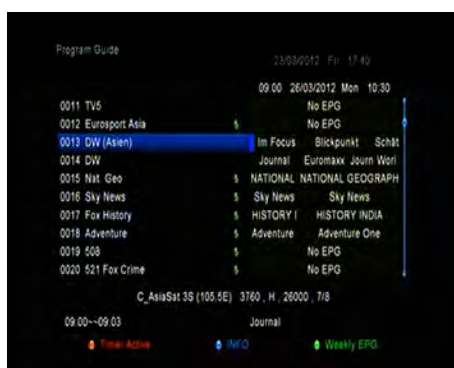 Program Guide
23/03/2012 Fri 17:40
09:00 26/03/2012 Mon 10:30
0011 TV5 No EPG
0012 Eurosport Asia $ No EPG
0013 DW (Asien) Im Focus Blickpunkt Schät
0014 DW Journal Euromaxx Journ Worl
0015 Nat Geo $ NATIONAL NATIONAL GEOGRAPH
0016 Sky News $ Sky News Sky News
0017 Fox History $ HISTORY I HISTORY INDIA
0018 Adventure $ Adventure Adventure One
0019 508 $ No EPG
0020 521 Fox Crime $ No EPG
C_AsiaSat 3S (105.5E) 3760 , H , 26000 , 7/8
09:00~~09:03 Journal
Timer Active INFO Weekly EPG